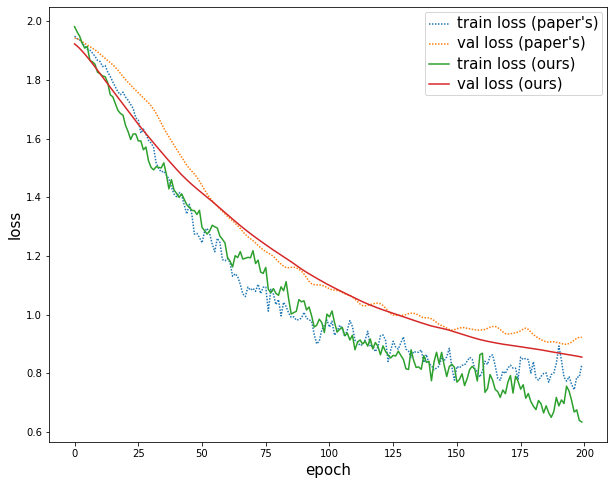 2.0
1.8
1.6
1.4
1.2
1.0
0.8
0.6
loss
train loss (paper's)
val loss (paper's)
train loss (ours)
val loss (ours)
0 25 50 75 100 125 150 175 200
epoch